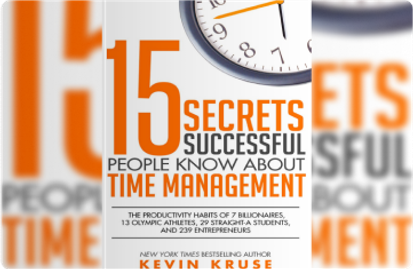 15 SECRETS
SUCCESSFUL
PEOPLE KNOW ABOUT
TIME MANAGEMENT
THE PRODUCTIVITY HABITS OF 7 BILLIONAIRES,
13 OLYMPIC ATHLETES, 29 STRAIGHT-A STUDENTS,
AND 239 ENTREPRENEURS
NEW YORK TIMES BESTSELLING AUTHOR
KEVIN KRUSE